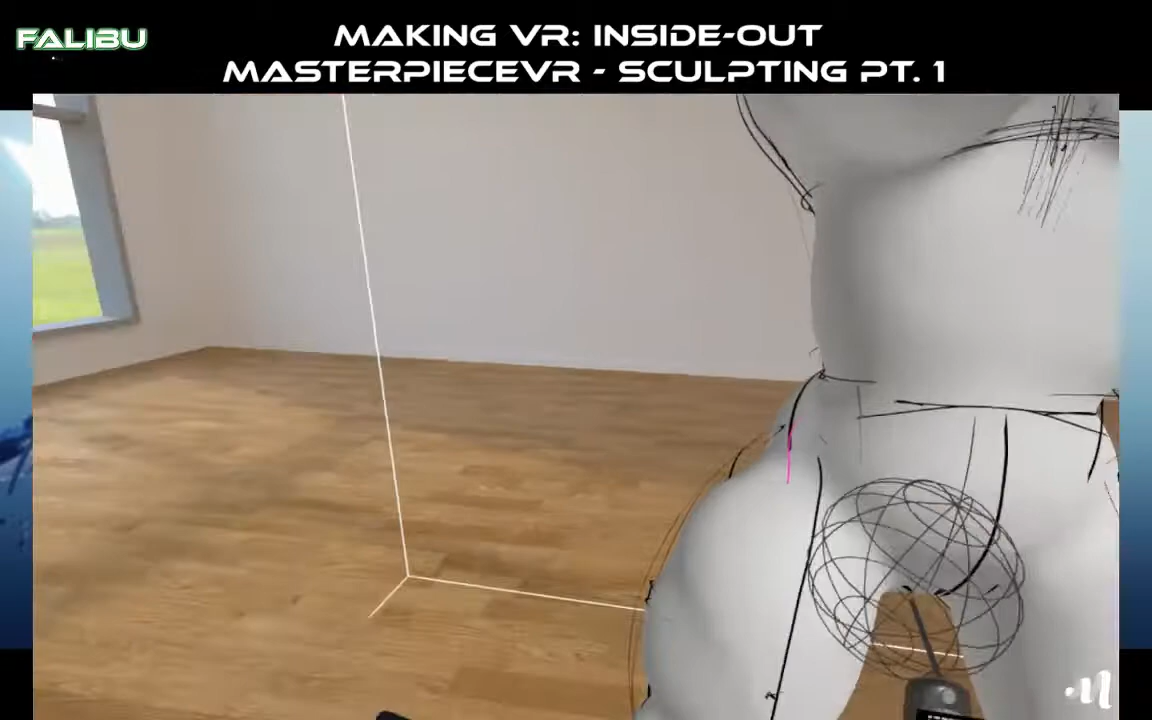 FALIBU
MAKING VR: INSIDE-OUT
MASTERPIECEVR - SCULPTING PT. 1